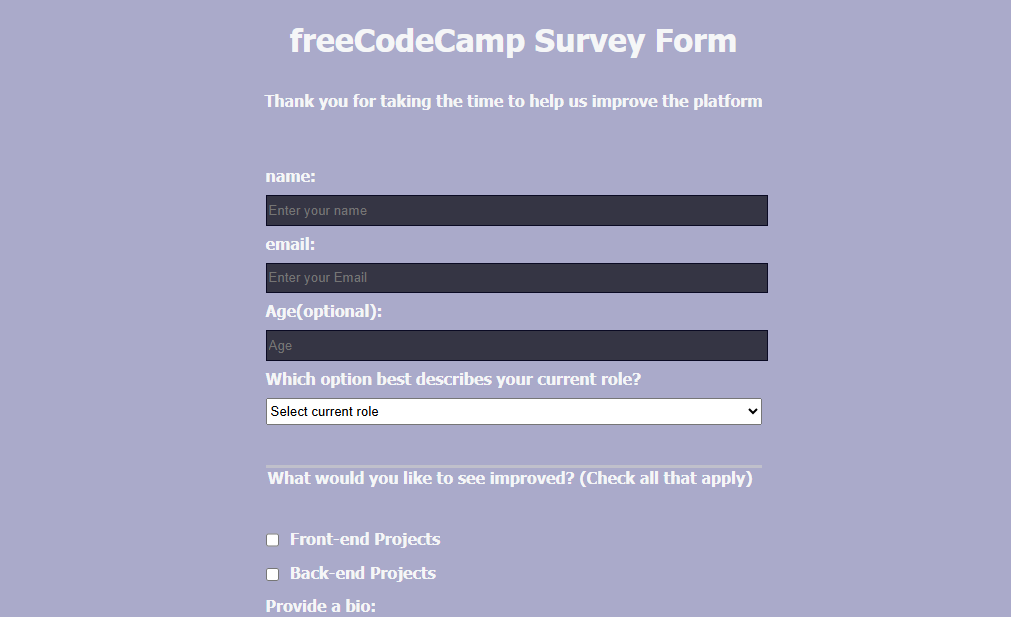 freeCodeCamp Survey Form
Thank you for taking the time to help us improve the platform
name:
Enter your name
email:
Enter your Email
Age(optional):
Age
Which option best describes your current role?
Select current role
What would you like to see improved? (Check all that apply)
Front-end Projects
Back-end Projects
Provide a bio: